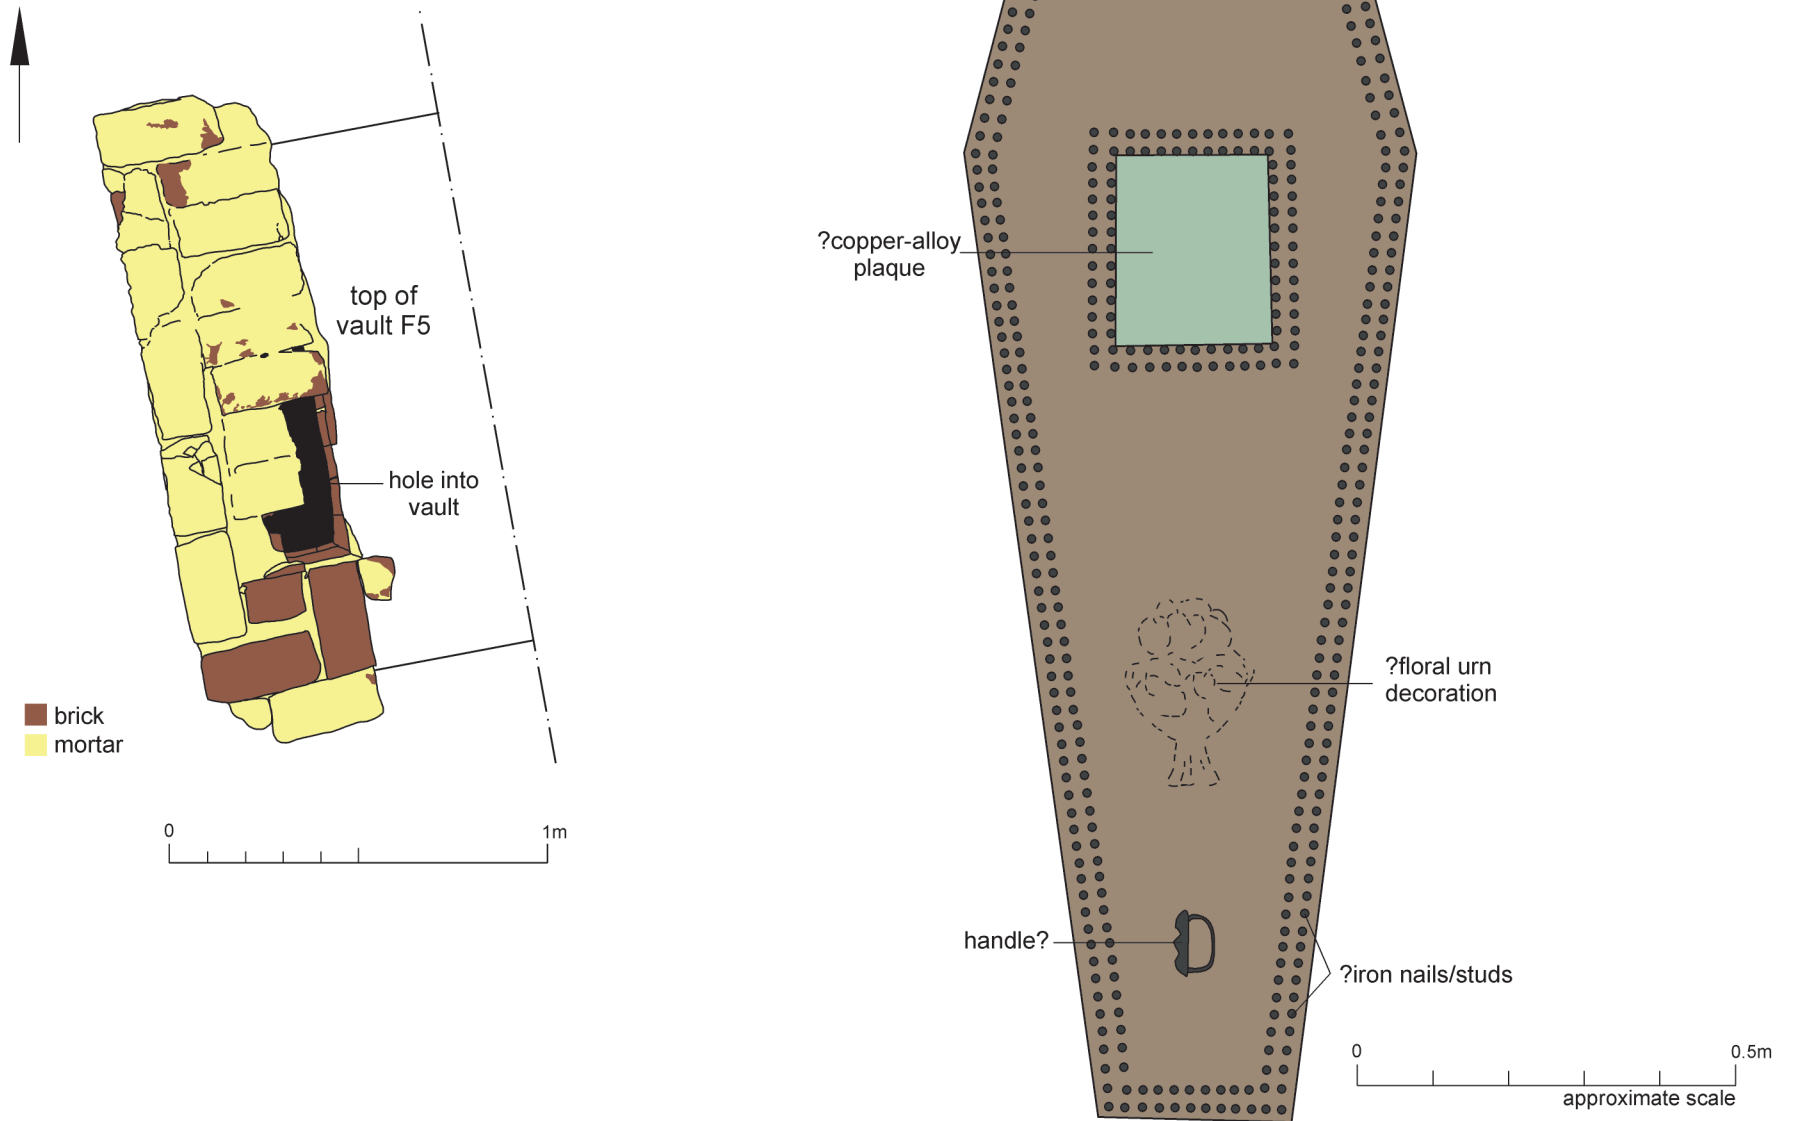 top of
vault F5
hole into
vault
brick
mortar
0
1m
?copper-alloy
plaque
?floral urn
decoration
handle?
?iron nails/studs
0
0.5m
approximate scale